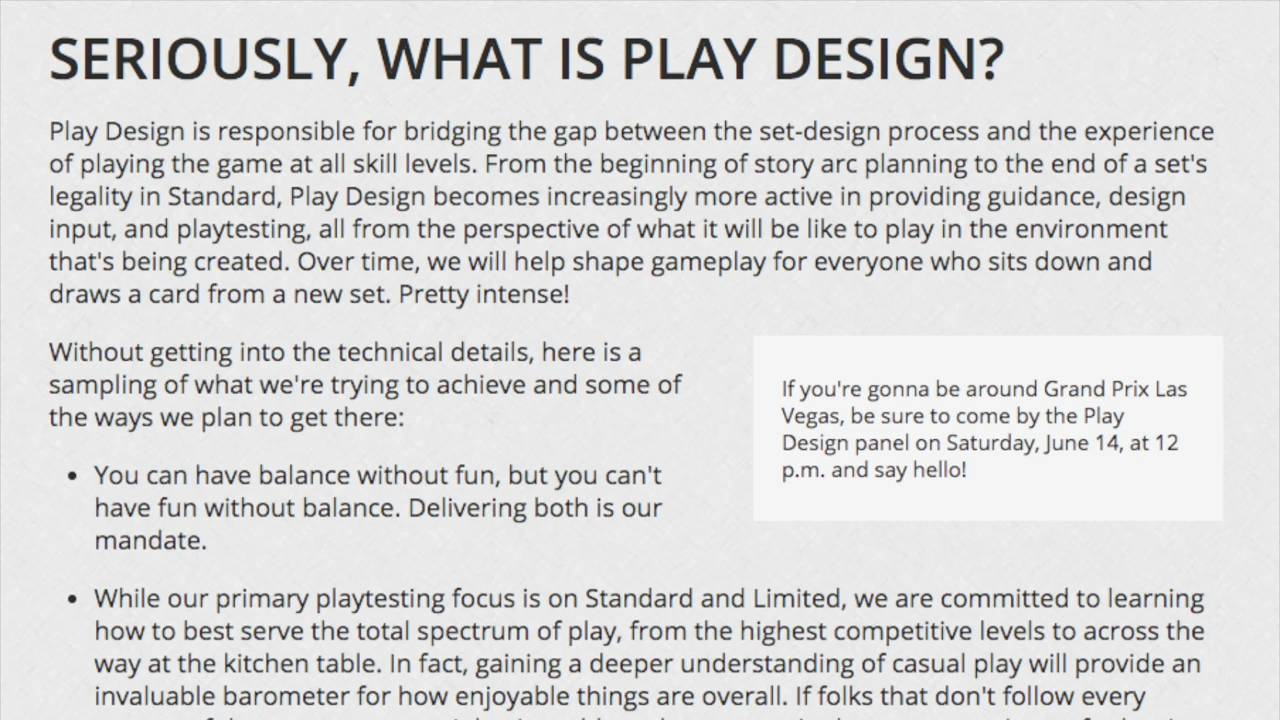 SERIOUSLY, WHAT IS PLAY DESIGN?
Play Design is responsible for bridging the gap between the set-design process and the experience
of playing the game at all skill levels. From the beginning of story arc planning to the end of a set's
legality in Standard, Play Design becomes increasingly more active in providing guidance, design
input, and playtesting, all from the perspective of what it will be like to play in the environment
that's being created. Over time, we will help shape gameplay for everyone who sits down and
draws a card from a new set. Pretty intense!
Without getting into the technical details, here is a
sampling of what we're trying to achieve and some of
the ways we plan to get there:
If you're gonna be around Grand Prix Las
Vegas, be sure to come by the Play
Design panel on Saturday, June 14, at 12
p.m. and say hello!
• You can have balance without fun, but you can't
have fun without balance. Delivering both is our
mandate.
• While our primary playtesting focus is on Standard and Limited, we are committed to learning
how to best serve the total spectrum of play, from the highest competitive levels to across the
way at the kitchen table. In fact, gaining a deeper understanding of casual play will provide an
invaluable barometer for how enjoyable things are overall. If folks that don't follow every